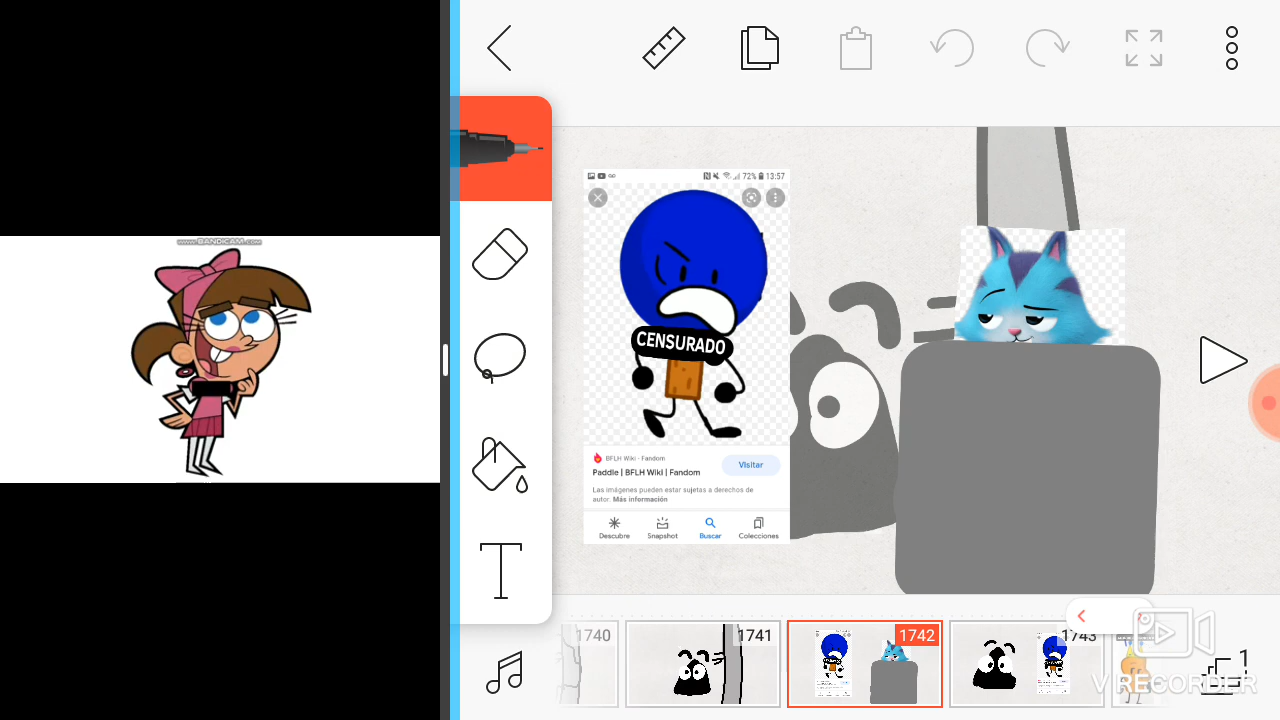 www.BANDICAM.com
72% 13:57
CENSURADO
BFLH Wiki - Fandom
Paddle | BFLH Wiki | Fandom
Visitar
Las imágenes pueden estar sujetas a derechos de
autor. Más información
Descubre Snapshot Buscar Colecciones
1740 1741 1742 1743
1
VRECORDER